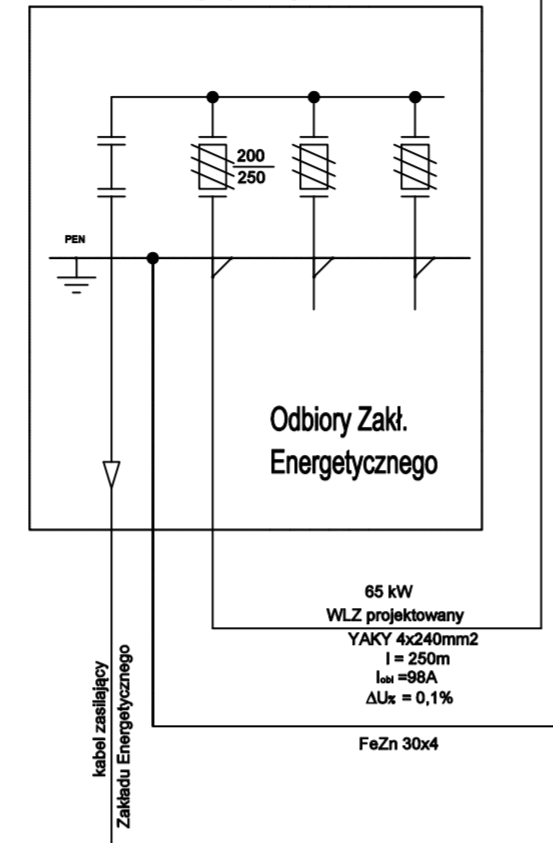 200
250
PEN
Odbiory Zakł.
Energetycznego
65 kW
WLZ projektowany
YAKY 4x240mm2
l = 250m
Iobl =98A
ΔU% = 0,1%
FeZn 30x4
kabel zasilający
Zakładu Energetycznego